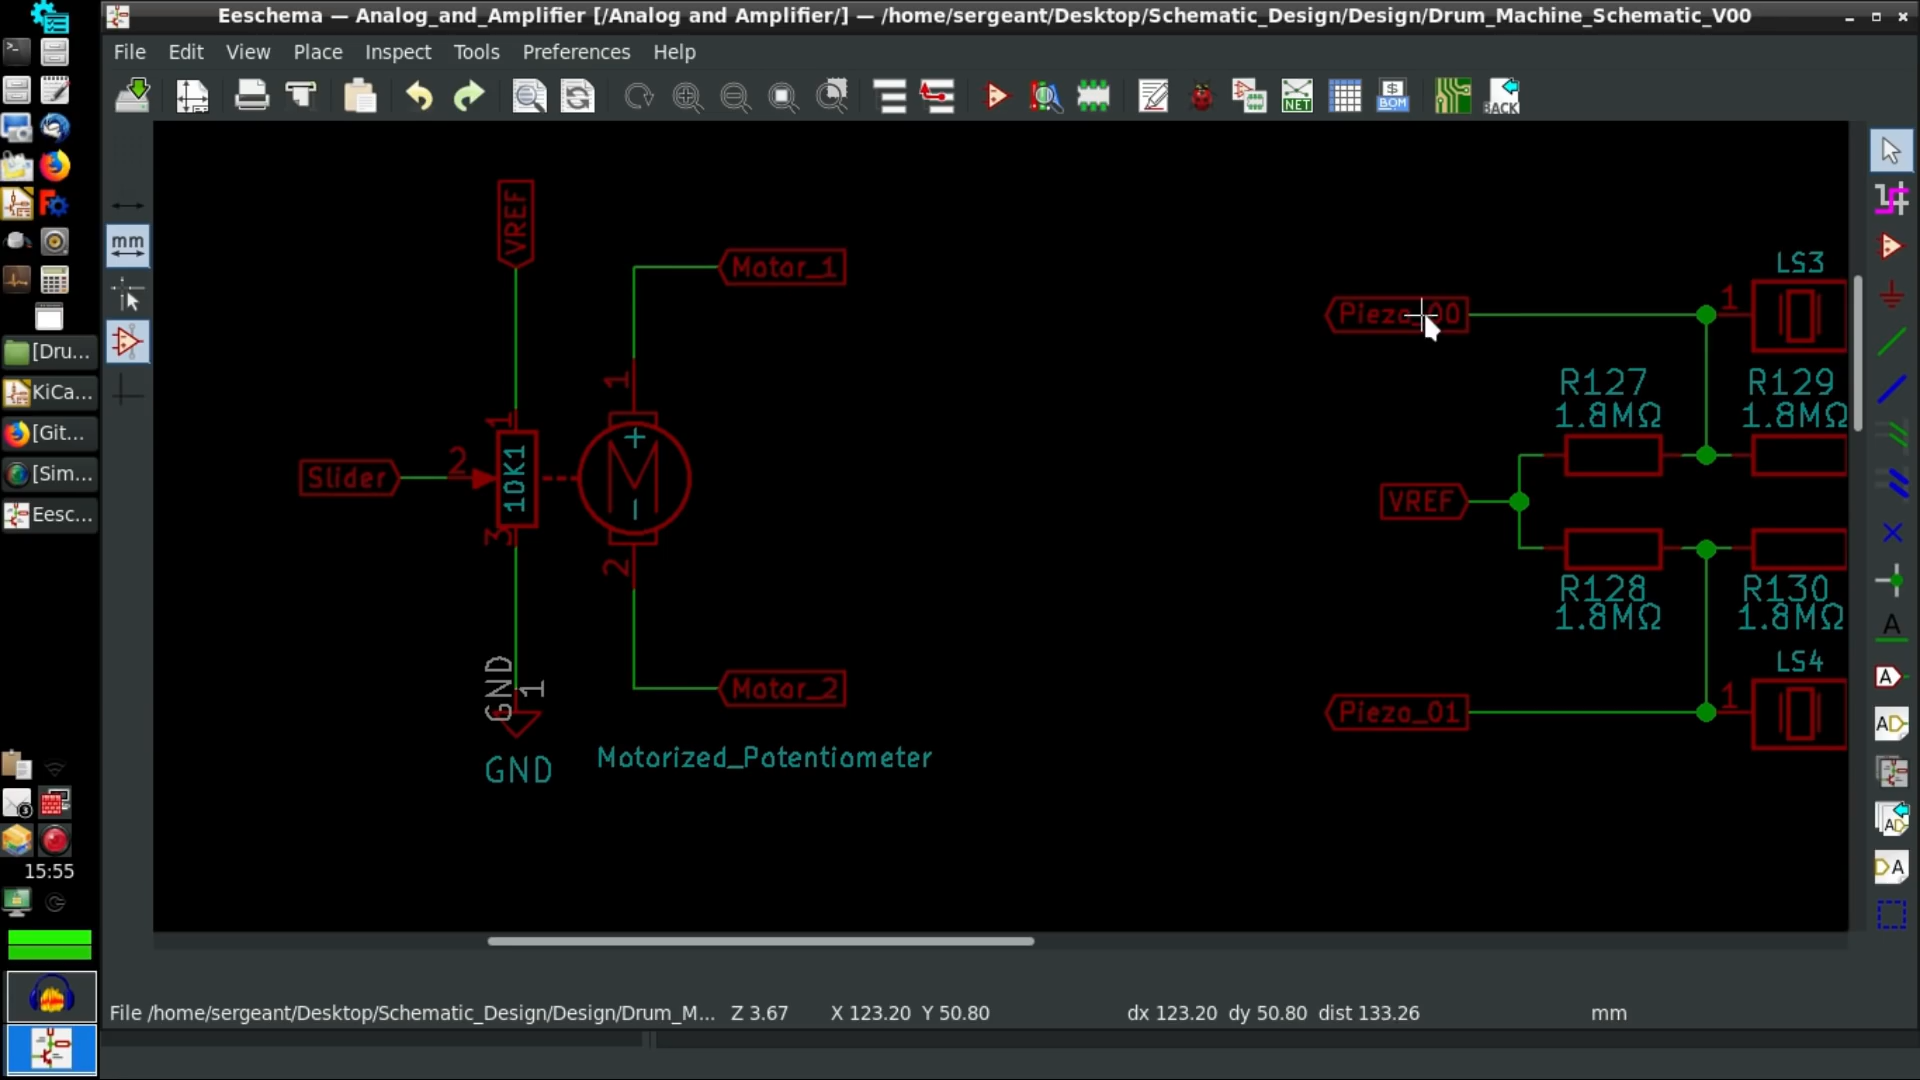 Eeschema — Analog_and_Amplifier [/Analog and Amplifier/] — /home/sergeant/Desktop/Schematic_Design/Design/Drum_Machine_Schematic_V00
File Edit View Place Inspect Tools Preferences Help
NET
$
BOM
BACK
mm
[Dru...
KiCa...
[Git...
[Sim...
Eesc...
3
15:55
VREF
Motor_1
1
1
Slider
2
10K1
+
M
3
2
GND
1
Motor_2
GND
Motorized_Potentiometer
LS3
Piezo_00
1
R127
1.8MΩ
R129
1.8MΩ
VREF
R128
1.8MΩ
R130
1.8MΩ
LS4
Piezo_01
1
A
A
AD
AD
DA
File /home/sergeant/Desktop/Schematic_Design/Design/Drum_M... Z 3.67 X 123.20 Y 50.80 dx 123.20 dy 50.80 dist 133.26 mm